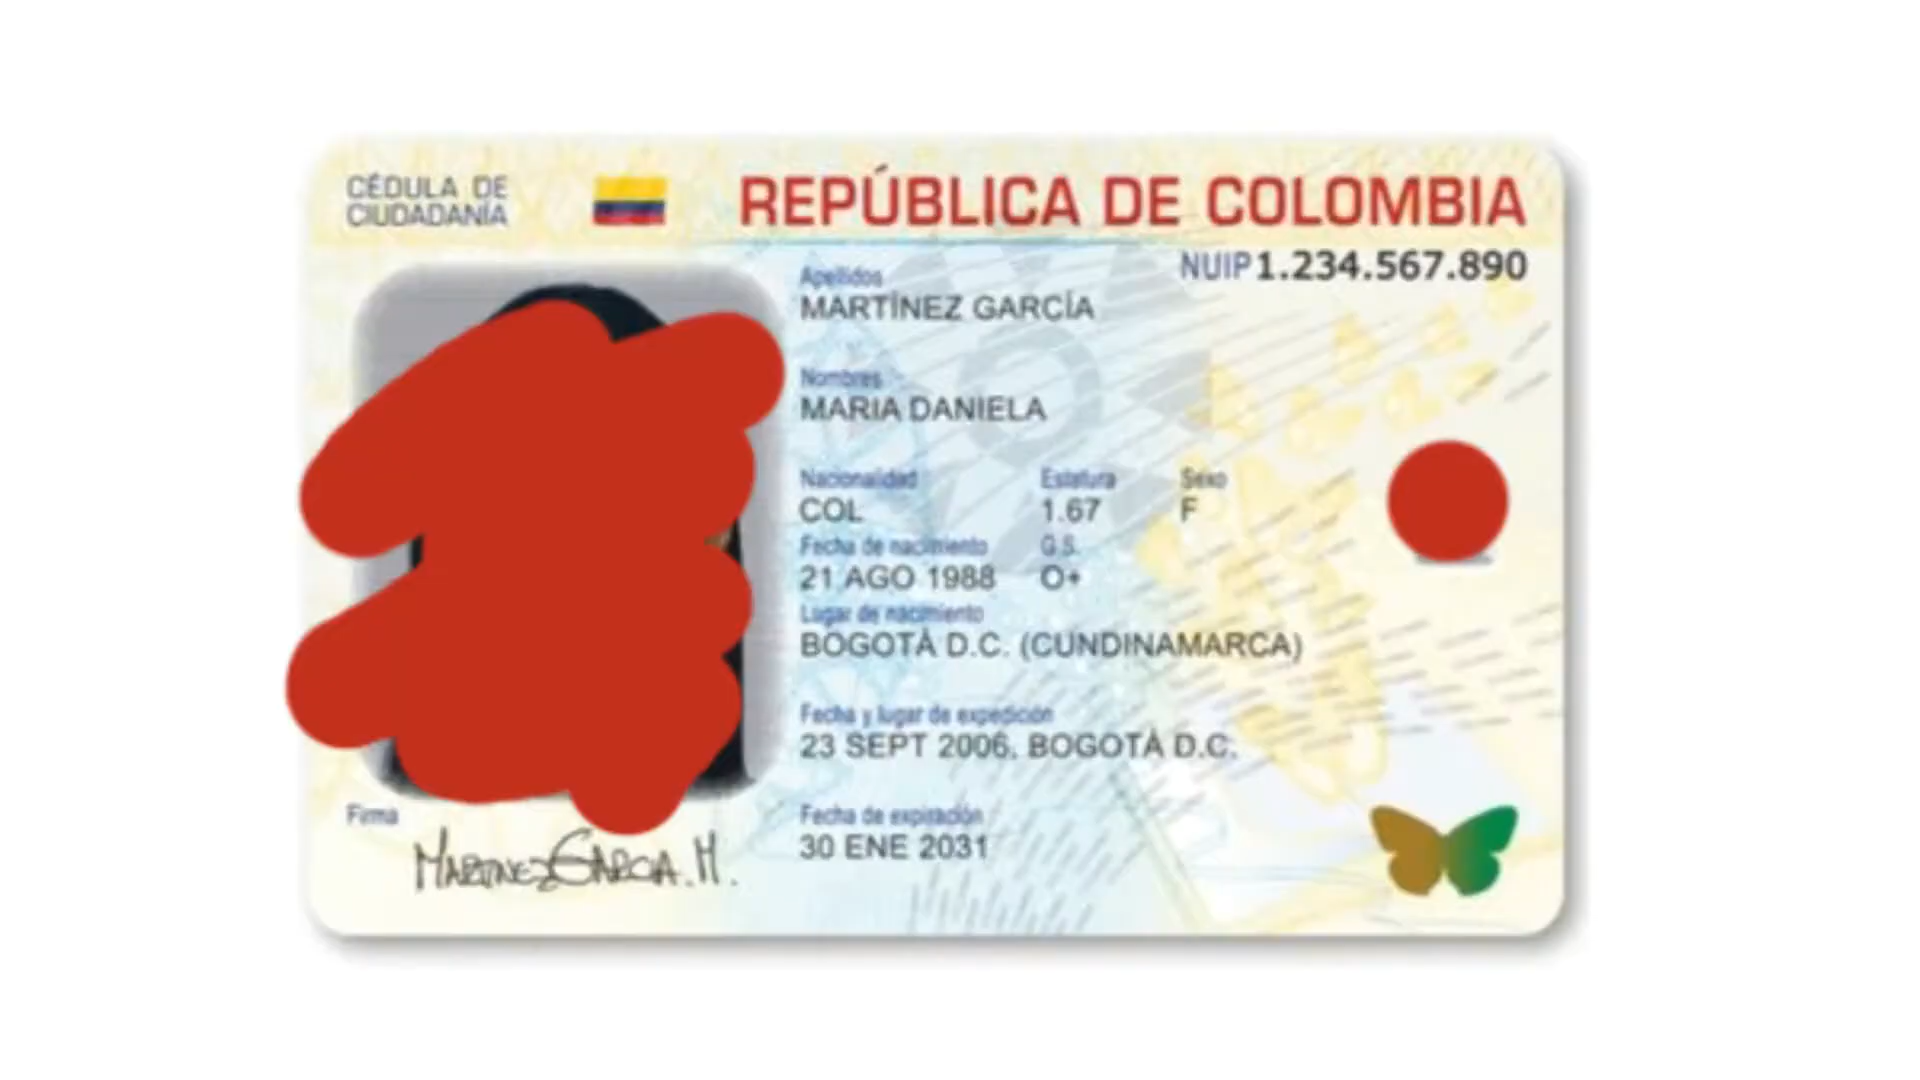 CÉDULA DE
CIUDADANÍA
REPÚBLICA DE COLOMBIA
NUIP 1.234.567.890
Apellidos
MARTÍNEZ GARCÍA
Nombres
MARIA DANIELA
Nacionalidad Estatura Sexo
COL 1.67 F
Fecha de nacimiento G.S.
21 AGO 1988 O+
Lugar de nacimiento
BOGOTÁ D.C. (CUNDINAMARCA)
Fecha y lugar de expedición
23 SEPT 2006, BOGOTÁ D.C.
Fecha de expiración
30 ENE 2031
Firma
MARTINEZ GARCIA. M.